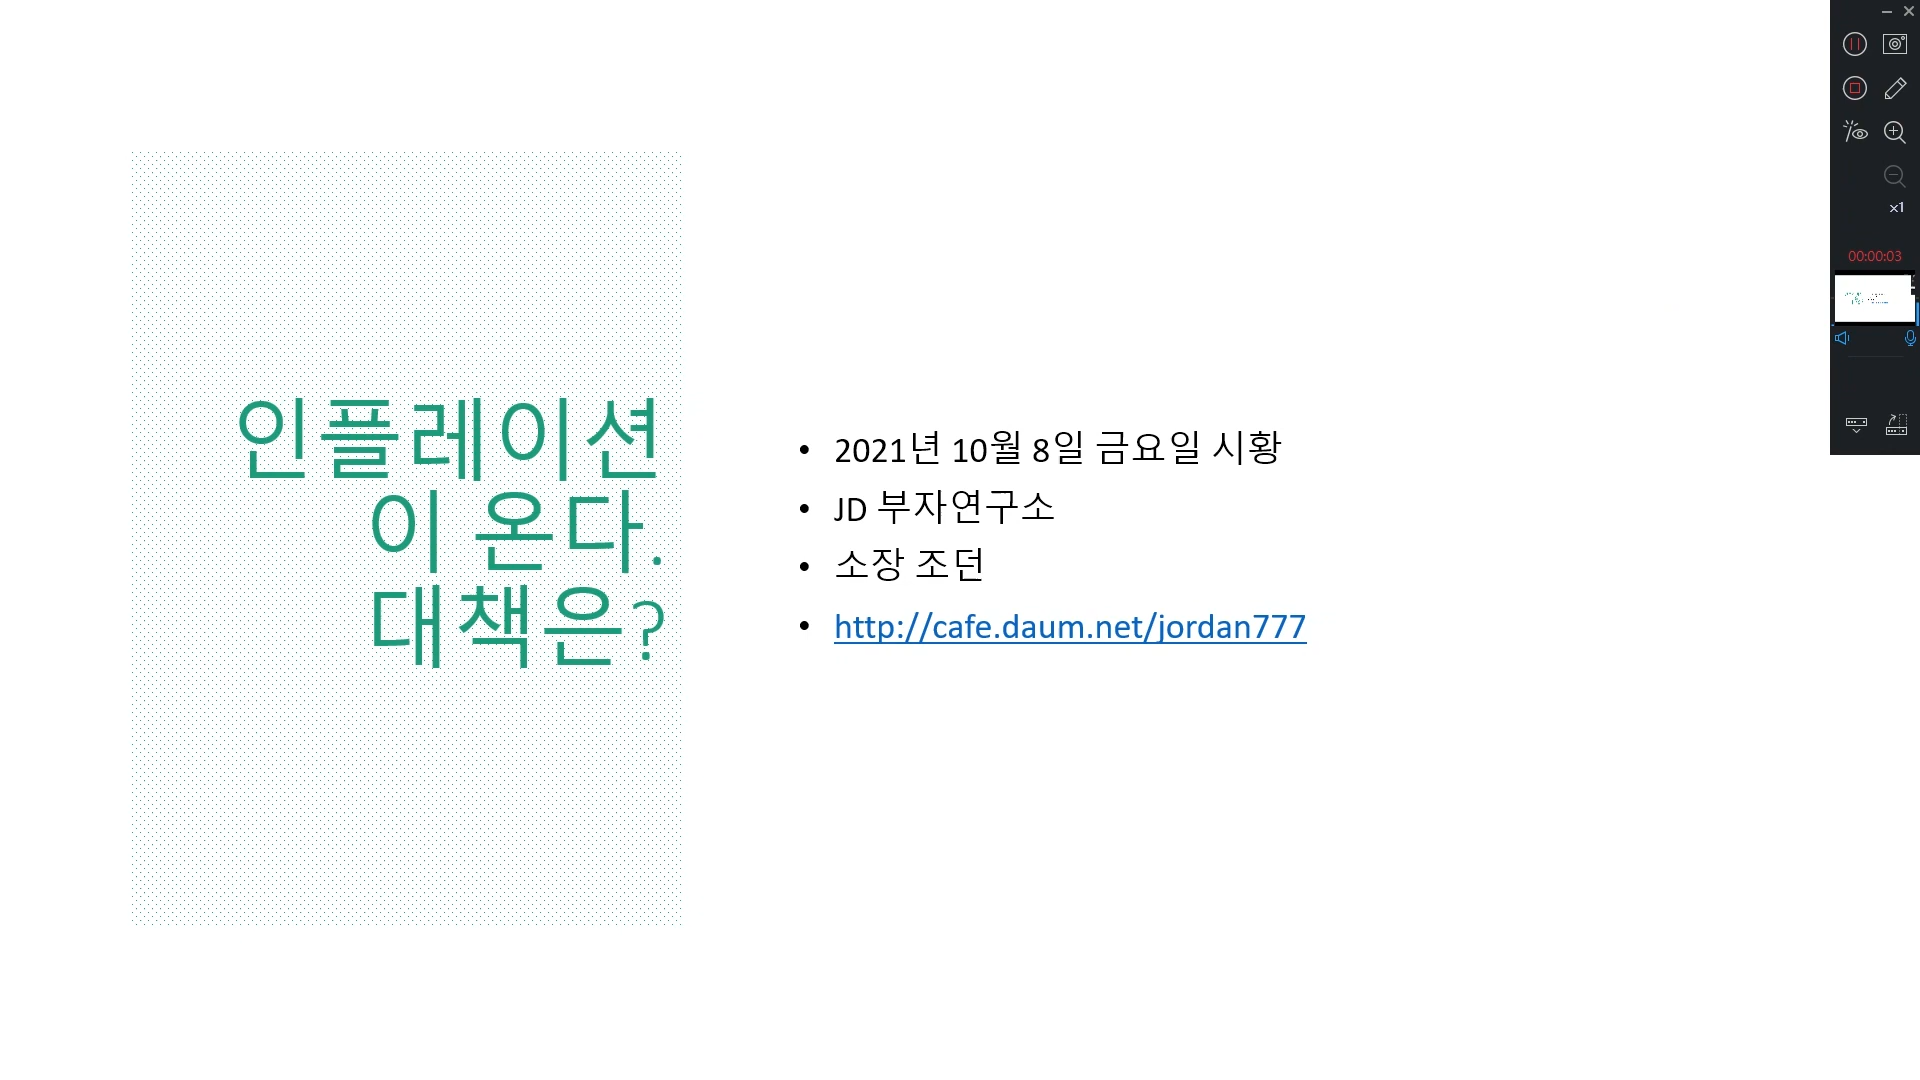 인플레이션
이 온다.
대책은?
• 2021년 10월 8일 금요일 시황
• JD 부자연구소
• 소장 조던
• http://cafe.daum.net/jordan777
x1
00:00:03